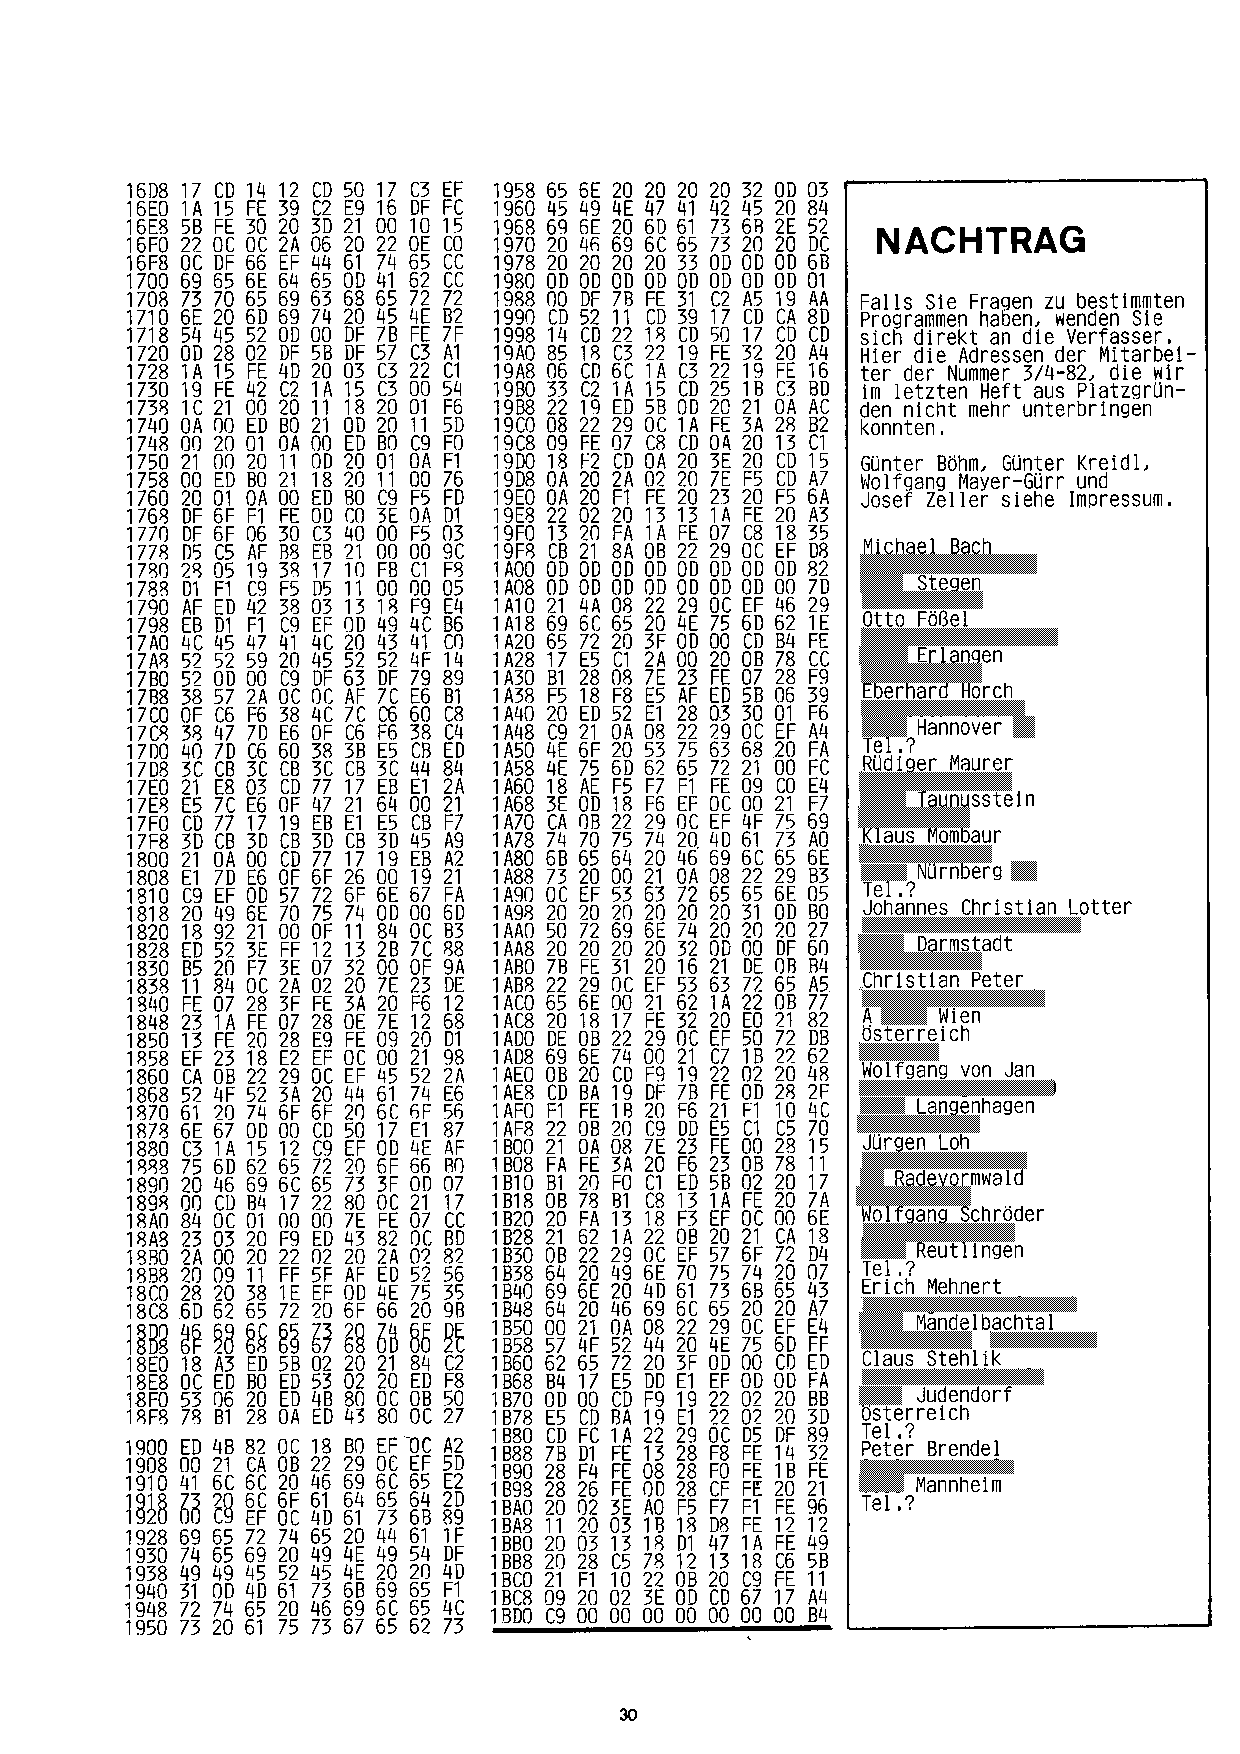 16D8 17 CD 14 12 CD 50 17 C3 EF
16E0 1A 15 FE 39 C2 E9 16 DF FC
16E8 5B FE 30 20 3D 21 00 10 15
16F0 22 0C 0C 2A 06 20 22 0E C0
16F8 0C DF 66 EF 44 61 74 65 CC
1700 69 65 6E 64 65 0D 41 62 CC
1708 73 70 65 69 63 68 65 72 72
1710 6E 20 6D 69 74 20 45 4E B2
1718 54 45 52 0D 00 DF 7B FE 7F
1720 0D 28 02 DF 5B DF 57 C3 A1
1728 1A 15 FE 4D 20 03 C3 22 C1
1730 19 FE 42 C2 1A 15 C3 00 54
1738 1C 21 00 20 11 18 20 01 F6
1740 0A 00 ED B0 21 0D 20 11 5D
1748 00 20 01 0A 00 ED B0 C9 F0
1750 21 00 20 11 0D 20 01 0A F1
1758 00 ED B0 21 18 20 11 00 76
1760 20 01 0A 00 ED B0 C9 F5 FD
1768 DF 6F F1 FE 0D C0 3E 0A D1
1770 DF 6F 06 30 C3 40 00 F5 03
1778 D5 C5 AF B8 EB 21 00 00 9C
1780 28 05 19 38 17 10 FB C1 F8
1788 D1 F1 C9 F5 D5 11 00 00 05
1790 AF ED 42 38 03 13 18 F9 E4
1798 EB D1 F1 C9 EF 0D 49 4C B6
17A0 4C 45 47 41 4C 20 43 41 C0
17A8 52 52 59 20 45 52 52 4F 14
17B0 52 0D 00 C9 DF 63 DF 79 89
17B8 38 57 2A 0C 0C AF 7C E6 B1
17C0 0F C6 F6 38 4C 7C C6 60 C8
17C8 38 47 7D E6 0F C6 F6 38 C4
17D0 40 7D C6 60 38 3B E5 CB ED
17D8 3C CB 3C CB 3C CB 3C 44 84
17E0 21 E8 03 CD 77 17 EB E1 2A
17E8 E5 7C E6 0F 47 21 64 00 21
17F0 CD 77 17 19 EB E1 E5 CB F7
17F8 3D CB 3D CB 3D CB 3D 45 A9
1800 21 0A 00 CD 77 17 19 EB A2
1808 E1 7D E6 0F 6F 26 00 19 21
1810 C9 EF 0D 57 72 6F 6E 67 FA
1818 20 49 6E 70 75 74 0D 00 6D
1820 18 92 21 00 0F 11 84 0C B3
1828 ED 52 3E FF 12 13 2B 7C 88
1830 B5 20 F7 3E 07 32 00 0F 9A
1838 11 84 0C 2A 02 20 7E 23 DE
1840 FE 07 28 3F FE 3A 20 F6 12
1848 23 1A FE 07 28 0E 7E 12 68
1850 13 FE 20 28 E9 FE 09 20 D1
1858 EF 23 18 E2 EF 0C 00 21 98
1860 CA 0B 22 29 0C EF 45 52 2A
1868 52 4F 52 3A 20 44 61 74 E6
1870 61 20 74 6F 6F 20 6C 6F 56
1878 6E 67 0D 00 CD 50 17 E1 87
1880 C3 1A 15 12 C9 EF 0D 4E AF
1888 75 6D 62 65 72 20 6F 66 B0
1890 20 46 69 6C 65 73 3F 0D 07
1898 00 CD B4 17 22 80 0C 21 17
18A0 84 0C 01 00 00 7E FE 07 CC
18A8 23 03 20 F9 ED 43 82 0C BD
18B0 2A 00 20 22 02 20 2A 02 82
18B8 20 09 11 FF 5F AF ED 52 56
18C0 28 20 38 1E EF 0D 4E 75 35
18C8 6D 62 65 72 20 6F 66 20 9B
18D0 46 69 6C 65 73 20 74 6F DE
18D8 6F 20 68 69 67 68 0D 00 2C
18E0 18 A3 ED 5B 02 20 21 84 C2
18E8 0C ED B0 ED 53 02 20 ED F8
18F0 53 06 20 ED 4B 80 0C 0B 50
18F8 78 B1 28 0A ED 43 80 0C 27
1900 ED 4B 82 0C 18 B0 EF 0C A2
1908 00 21 CA 0B 22 29 0C EF 5D
1910 41 6C 6C 20 46 69 6C 65 E2
1918 73 20 6C 6F 61 64 65 64 2D
1920 00 C9 EF 0C 4D 61 73 6B 89
1928 69 65 72 74 65 20 44 61 1F
1930 74 65 69 20 49 4E 49 54 DF
1938 49 49 45 52 45 4E 20 20 4D
1940 31 0D 4D 61 73 6B 69 65 F1
1948 72 74 65 20 46 69 6C 65 4C
1950 73 20 61 75 73 67 65 62 73
1958 65 6E 20 20 20 20 32 0D 03
1960 45 49 4E 47 41 42 45 20 84
1968 69 6E 20 6D 61 73 6B 2E 52
1970 20 46 69 6C 65 73 20 20 DC
1978 20 20 20 20 33 0D 0D 0D 6B
1980 0D 0D 0D 0D 0D 0D 0D 0D 01
1988 00 DF 7B FE 31 C2 A5 19 AA
1990 CD 52 11 CD 39 17 CD CA 8D
1998 14 CD 22 18 CD 50 17 CD CD
19A0 85 18 C3 22 19 FE 32 20 A4
19A8 06 CD 6C 1A C3 22 19 FE 16
19B0 33 C2 1A 15 CD 25 1B C3 BD
19B8 22 19 ED 5B 0D 20 21 0A AC
19C0 08 22 29 0C 1A FE 3A 28 B2
19C8 09 FE 07 C8 CD 0A 20 13 C1
19D0 18 F2 CD 0A 20 3E 20 CD 15
19D8 0A 20 2A 02 20 7E F5 CD A7
19E0 0A 20 F1 FE 20 23 20 F5 6A
19E8 22 02 20 13 13 1A FE 20 A3
19F0 13 20 FA 1A FE 07 C8 18 35
19F8 CB 21 8A 0B 22 29 0C EF D8
1A00 0D 0D 0D 0D 0D 0D 0D 0D 82
1A08 0D 0D 0D 0D 0D 0D 0D 00 7D
1A10 21 4A 08 22 29 0C EF 46 29
1A18 69 6C 65 20 4E 75 6D 62 1E
1A20 65 72 20 3F 0D 00 CD B4 FE
1A28 17 E5 C1 2A 00 20 0B 78 CC
1A30 B1 28 08 7E 23 FE 07 28 F9
1A38 F5 18 F8 E5 AF ED 5B 06 39
1A40 20 ED 52 E1 28 03 30 01 F6
1A48 C9 21 0A 08 22 29 0C EF A4
1A50 4E 6F 20 53 75 63 68 20 FA
1A58 4E 75 6D 62 65 72 21 00 FC
1A60 18 AE F5 F7 F1 FE 09 C0 E4
1A68 3E 0D 18 F6 EF 0C 00 21 F7
1A70 CA 0B 22 29 0C EF 4F 75 69
1A78 74 70 75 74 20 4D 61 73 A0
1A80 6B 65 64 20 46 69 6C 65 6E
1A88 73 20 00 21 0A 08 22 29 B3
1A90 0C EF 53 63 72 65 65 6E 05
1A98 20 20 20 20 20 20 31 0D B0
1AA0 50 72 69 6E 74 20 20 20 27
1AA8 20 20 20 20 32 0D 00 DF 60
1AB0 7B FE 31 20 16 21 DE 0B B4
1AB8 22 29 0C EF 53 63 72 65 A5
1AC0 65 6E 00 21 62 1A 22 0B 77
1AC8 20 18 17 FE 32 20 E0 21 82
1AD0 DE 0B 22 29 0C EF 50 72 DB
1AD8 69 6E 74 00 21 C7 1B 22 62
1AE0 0B 20 CD F9 19 22 02 20 48
1AE8 CD BA 19 DF 7B FE 0D 28 2F
1AF0 F1 FE 1B 20 F6 21 F1 10 4C
1AF8 22 0B 20 C9 DD E5 C1 C5 70
1B00 21 0A 08 7E 23 FE 00 28 15
1B08 FA FE 3A 20 F6 23 0B 78 11
1B10 B1 20 F0 C1 ED 5B 02 20 17
1B18 0B 78 B1 C8 13 1A FE 20 7A
1B20 20 FA 13 18 F3 EF 0C 00 6E
1B28 21 62 1A 22 0B 20 21 CA 18
1B30 0B 22 29 0C EF 57 6F 72 D4
1B38 64 20 49 6E 70 75 74 20 07
1B40 69 6E 20 4D 61 73 6B 65 43
1B48 64 20 46 69 6C 65 20 20 A7
1B50 00 21 0A 08 22 29 0C EF E4
1B58 57 4F 52 44 20 4E 75 6D FF
1B60 62 65 72 20 3F 0D 00 CD ED
1B68 B4 17 E5 DD E1 EF 0D 0D FA
1B70 0D 00 CD F9 19 22 02 20 BB
1B78 E5 CD BA 19 E1 22 02 20 3D
1B80 CD FC 1A 22 29 0C D5 DF 89
1B88 7B D1 FE 13 28 F8 FE 14 32
1B90 28 F4 FE 08 28 F0 FE 1B FE
1B98 28 26 FE 0D 28 CF FE 20 21
1BA0 20 02 3E A0 F5 F7 F1 FE 96
1BA8 11 20 03 1B 18 D8 FE 12 12
1BB0 20 03 13 18 D1 47 1A FE 49
1BB8 20 28 C5 78 12 13 18 C6 5B
1BC0 21 F1 10 22 0B 20 C9 FE 11
1BC8 09 20 02 3E 0D CD 67 17 A4
1BD0 C9 00 00 00 00 00 00 00 B4
NACHTRAG
Falls Sie Fragen zu bestimmten
Programmen haben, wenden Sie
sich direkt an die Verfasser.
Hier die Adressen der Mitarbei-
ter der Nummer 3/4-82, die wir
im letzten Heft aus Platzgrün-
den nicht mehr unterbringen
konnten.
Günter Böhm, Günter Kreidl,
Wolfgang Mayer-Gürr und
Josef Zeller siehe Impressum.
Michael Bach
Stegen
Otto Fößel
Erlangen
Eberhard Horch
Hannover
Tel.?
Rüdiger Maurer
Taunusstein
Klaus Mombaur
Nürnberg
Tel.?
Johannes Christian Lotter
Darmstadt
Christian Peter
A Wien
Österreich
Wolfgang von Jan
Langenhagen
Jürgen Loh
Radevormwald
Wolfgang Schröder
Reutlingen
Tel.?
Erich Mehnert
Mandelbachtal
Claus Stehlik
Judendorf
Österreich
Tel.?
Peter Brendel
Mannheim
Tel.?
30